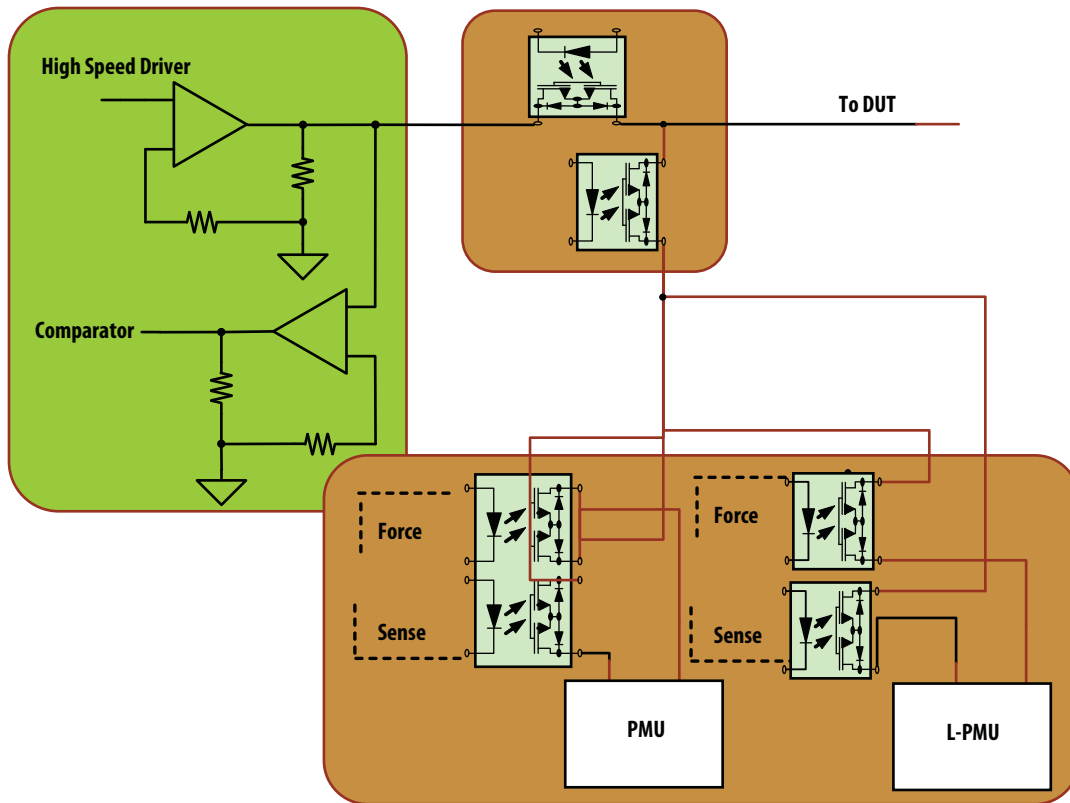 High Speed Driver
To DUT
Comparator
Force
Force
Sense
Sense
PMU
L-PMU